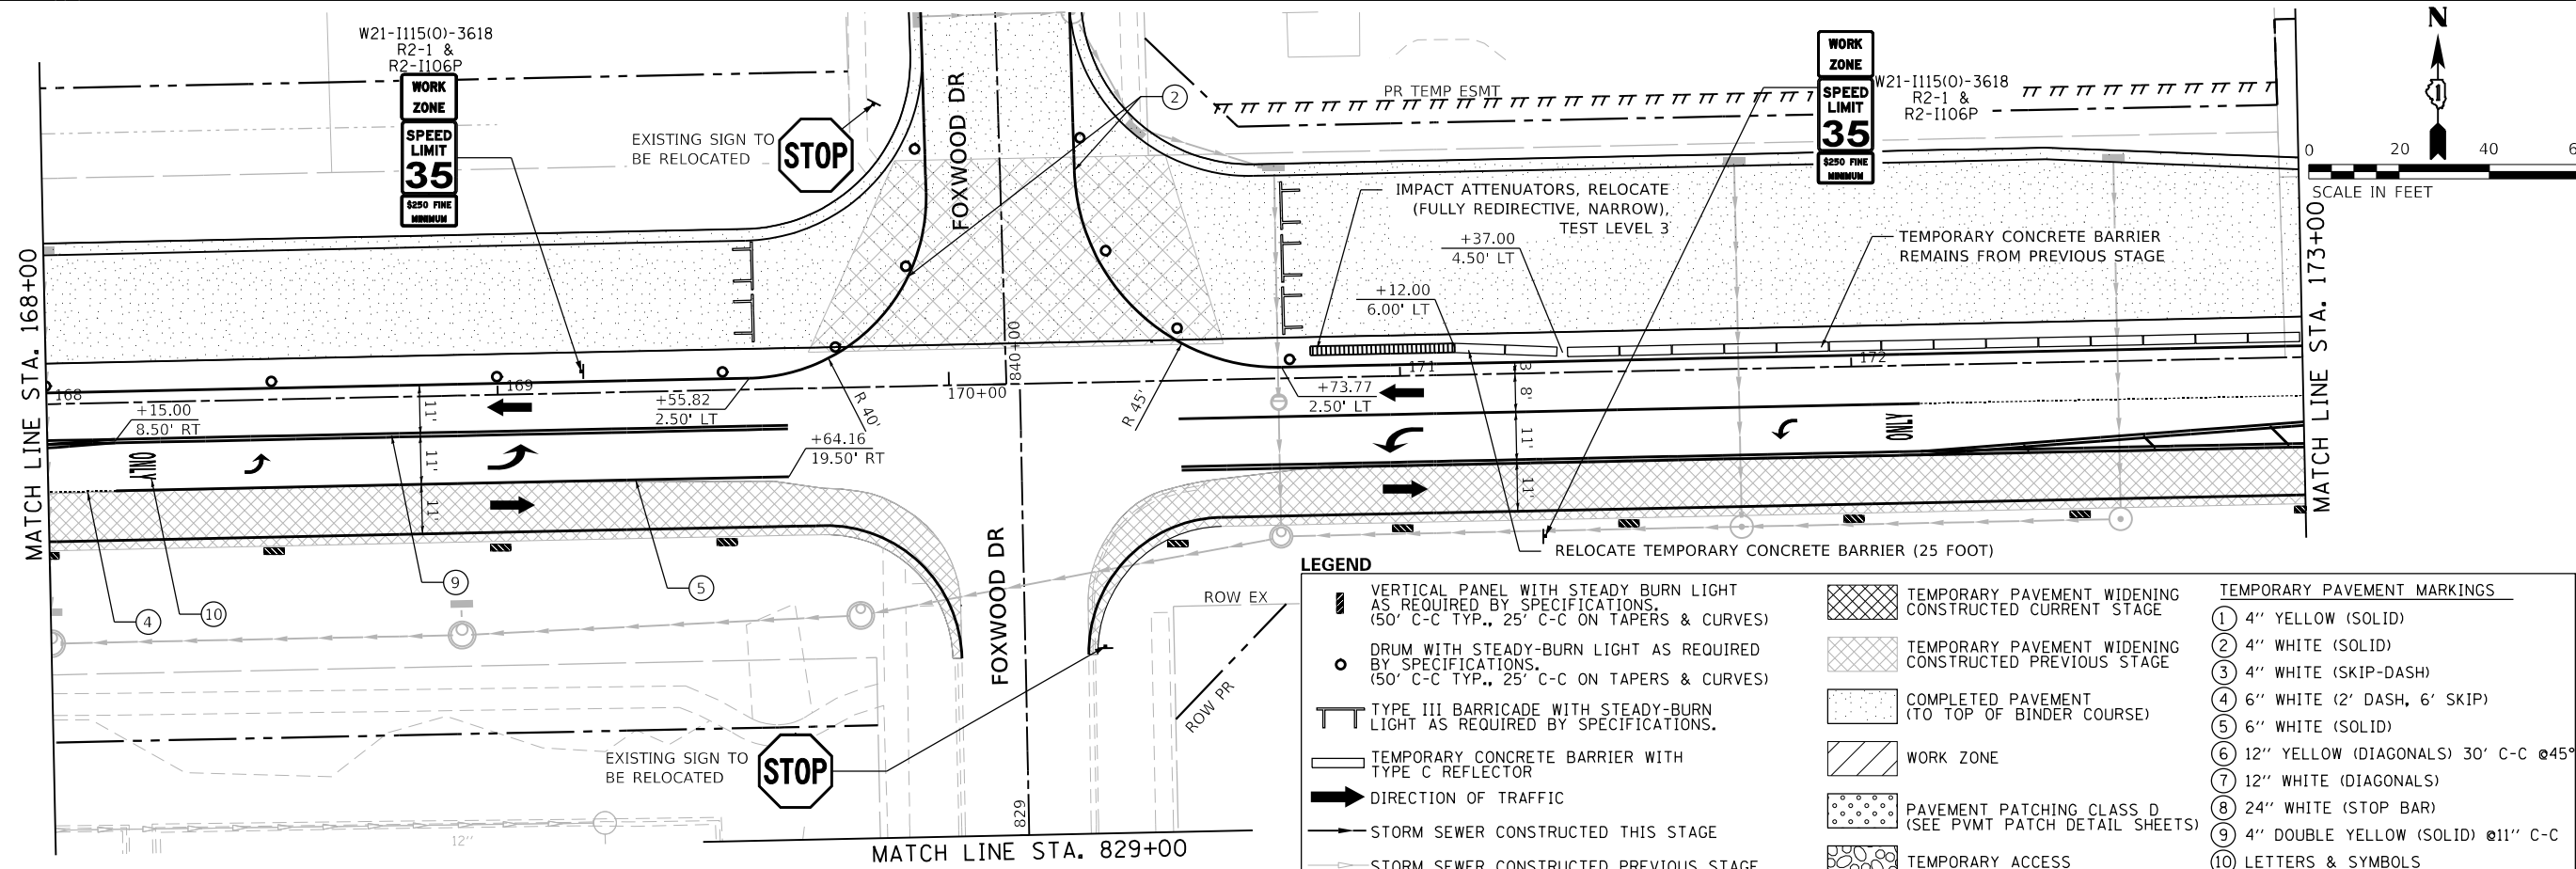 W21-I115(O)-3618
R2-1 &
R2-I106P
WORK
ZONE
SPEED
LIMIT
35
$250 FINE
MINIMUM
EXISTING SIGN TO
BE RELOCATED
STOP
FOXWOOD DR
2
PR TEMP ESMT
WORK
ZONE
SPEED
LIMIT
35
$250 FINE
MINIMUM
W21-I115(O)-3618
R2-1 &
R2-I106P
N
1
0 20 40
SCALE IN FEET
IMPACT ATTENUATORS, RELOCATE
(FULLY REDIRECTIVE, NARROW),
TEST LEVEL 3
+37.00
4.50' LT
+12.00
6.00' LT
TEMPORARY CONCRETE BARRIER
REMAINS FROM PREVIOUS STAGE
MATCH LINE STA. 168+00
MATCH LINE STA. 173+00
168
169
170+00
171
172
840+00
+15.00
8.50' RT
11'
11'
11'
+55.82
2.50' LT
+64.16
19.50' RT
R 40'
R 45'
+73.77
2.50' LT
3'
8'
11'
11'
ONLY
ONLY
4
10
9
5
RELOCATE TEMPORARY CONCRETE BARRIER (25 FOOT)
FOXWOOD DR
ROW EX
ROW PR
EXISTING SIGN TO
BE RELOCATED
STOP
829
12"
MATCH LINE STA. 829+00
LEGEND
VERTICAL PANEL WITH STEADY BURN LIGHT
AS REQUIRED BY SPECIFICATIONS.
(50' C-C TYP., 25' C-C ON TAPERS & CURVES)
DRUM WITH STEADY-BURN LIGHT AS REQUIRED
BY SPECIFICATIONS.
(50' C-C TYP., 25' C-C ON TAPERS & CURVES)
TYPE III BARRICADE WITH STEADY-BURN
LIGHT AS REQUIRED BY SPECIFICATIONS.
TEMPORARY CONCRETE BARRIER WITH
TYPE C REFLECTOR
DIRECTION OF TRAFFIC
STORM SEWER CONSTRUCTED THIS STAGE
STORM SEWER CONSTRUCTED PREVIOUS STAGE
TEMPORARY PAVEMENT WIDENING
CONSTRUCTED CURRENT STAGE
TEMPORARY PAVEMENT WIDENING
CONSTRUCTED PREVIOUS STAGE
COMPLETED PAVEMENT
(TO TOP OF BINDER COURSE)
WORK ZONE
PAVEMENT PATCHING CLASS D
(SEE PVMT PATCH DETAIL SHEETS)
TEMPORARY ACCESS
TEMPORARY PAVEMENT MARKINGS
1 4" YELLOW (SOLID)
2 4" WHITE (SOLID)
3 4" WHITE (SKIP-DASH)
4 6" WHITE (2' DASH, 6' SKIP)
5 6" WHITE (SOLID)
6 12" YELLOW (DIAGONALS) 30' C-C @45°
7 12" WHITE (DIAGONALS)
8 24" WHITE (STOP BAR)
9 4" DOUBLE YELLOW (SOLID) @11" C-C
10 LETTERS & SYMBOLS